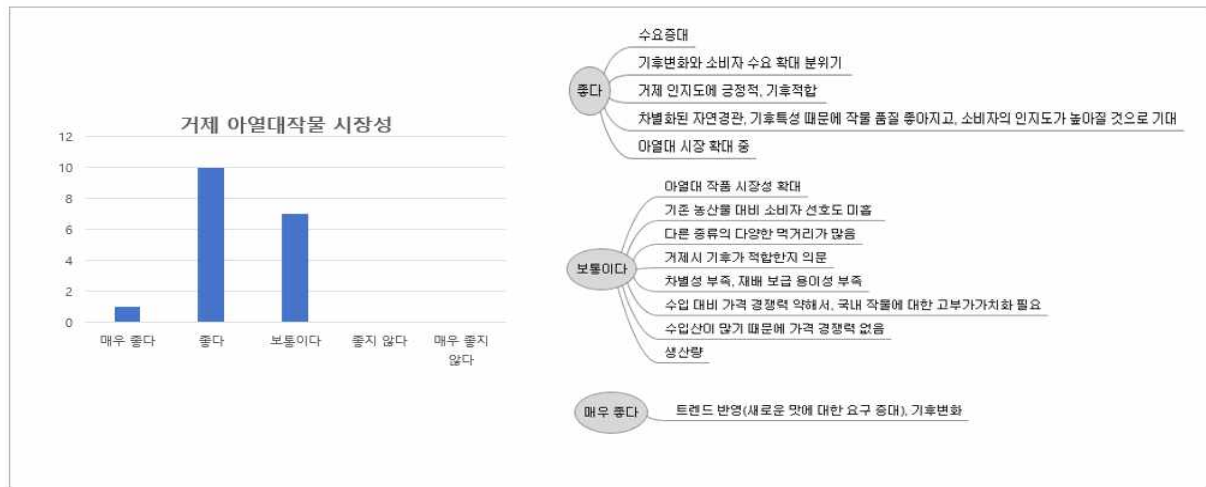 거제 아열대작물 시장성
12
10
8
6
4
2
0
매우 좋다
좋다
보통이다
좋지 않다
매우 좋지
않다
좋다
수요증대
기후변화와 소비자 수요 확대 분위기
거제 인지도에 긍정적, 기후적합
차별화된 자연경관, 기후특성 때문에 작물 품질 좋아지고, 소비자의 인지도가 높아질 것으로 기대
아열대 시장 확대 중
보통이다
아열대 작품 시장성 확대
기존 농산물 대비 소비자 선호도 미흡
다른 종류의 다양한 먹거리가 많음
거제시 기후가 적합한지 의문
차별성 부족, 재배 보급 용이성 부족
수입 대비 가격 경쟁력 약해서, 국내 작물에 대한 고부가가치화 필요
수입산이 많기 때문에 가격 경쟁력 없음
생산량
매우 좋다
트렌드 반영(새로운 맛에 대한 요구 증대), 기후변화